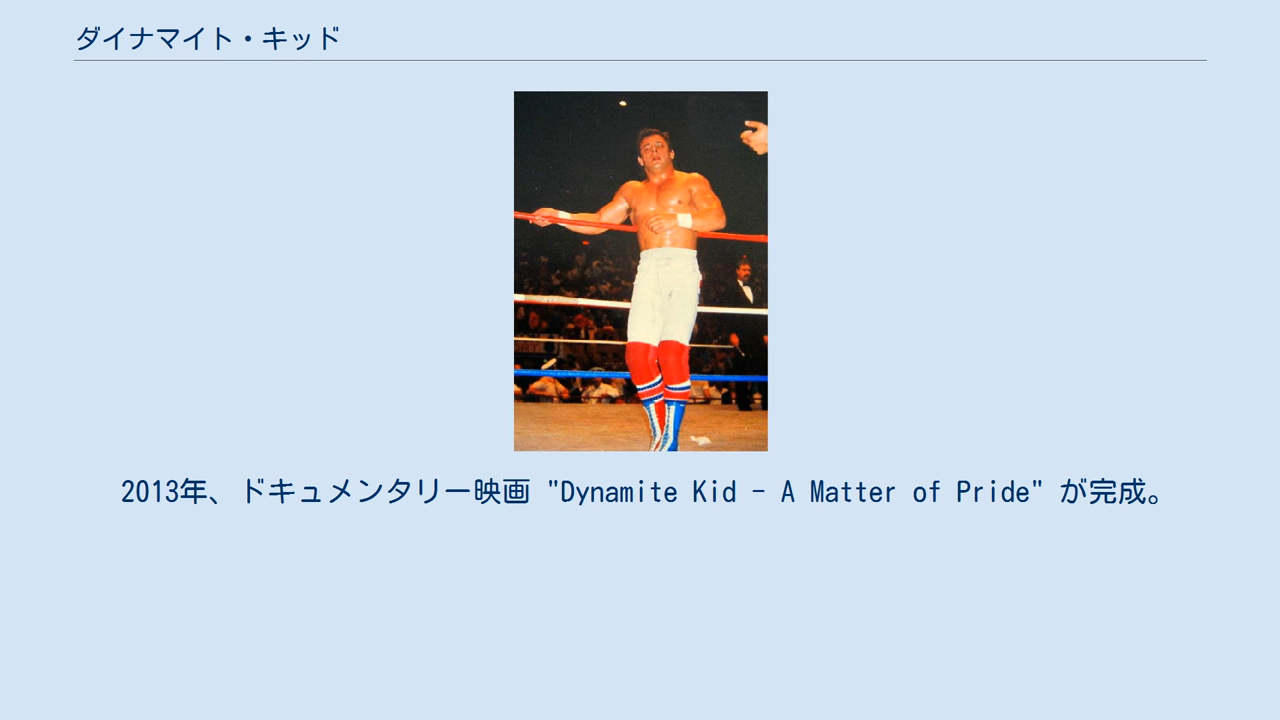 ダイナマイト・キッド
2013年、ドキュメンタリー映画 "Dynamite Kid - A Matter of Pride" が完成。